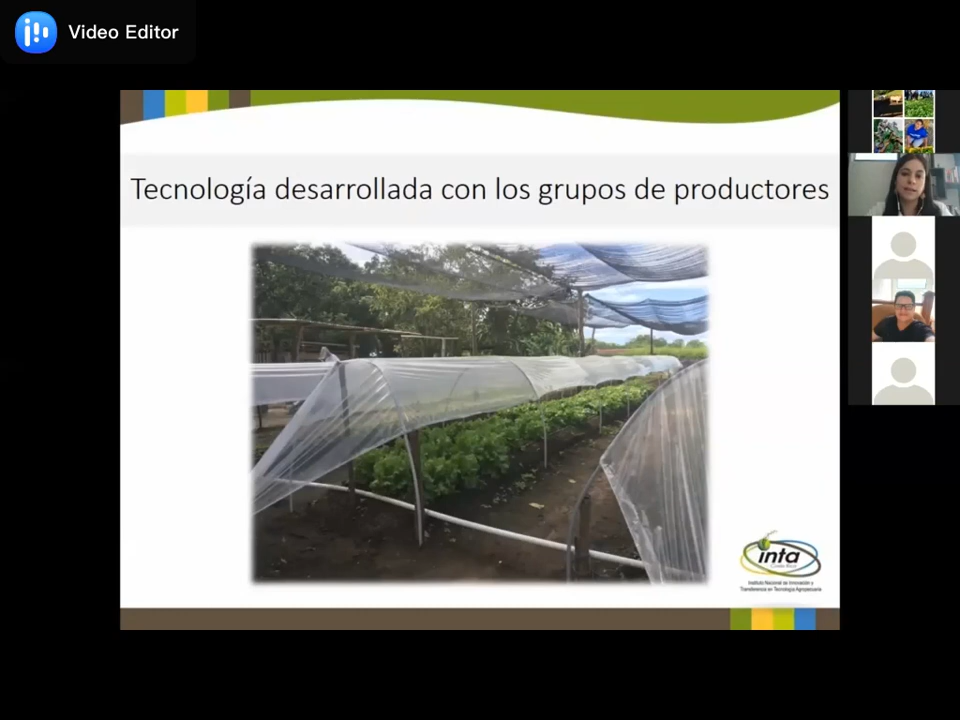 Video Editor
Tecnología desarrollada con los grupos de productores
inta
Costa Rica
Instituto Nacional de Innovación y
Transferencia en Tecnología Agropecuaria